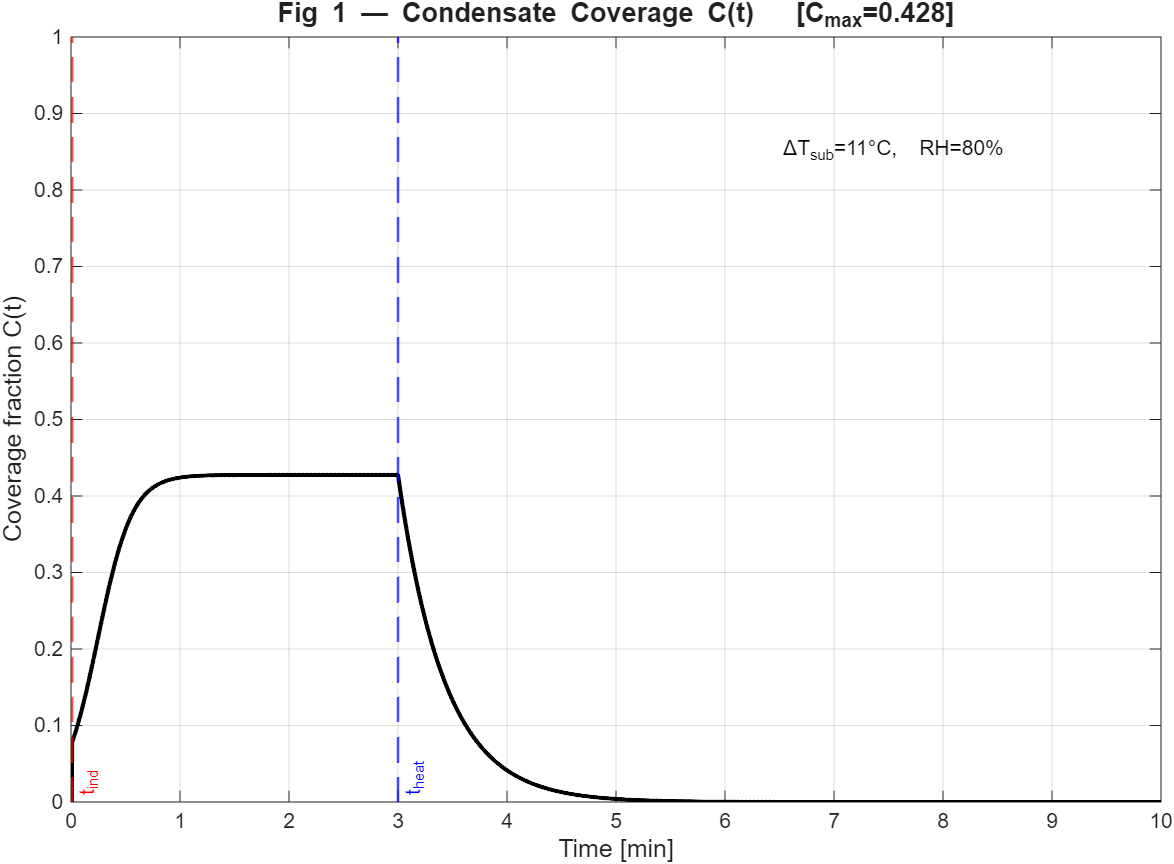 Fig 1 — Condensate Coverage C(t) [Cmax=0.428]
1
0.9
0.8
0.7
0.6
0.5
0.4
0.3
0.2
0.1
0
Coverage fraction C(t)
ΔTsub=11°C, RH=80%
tind
theat
0 1 2 3 4 5 6 7 8 9 10
Time [min]